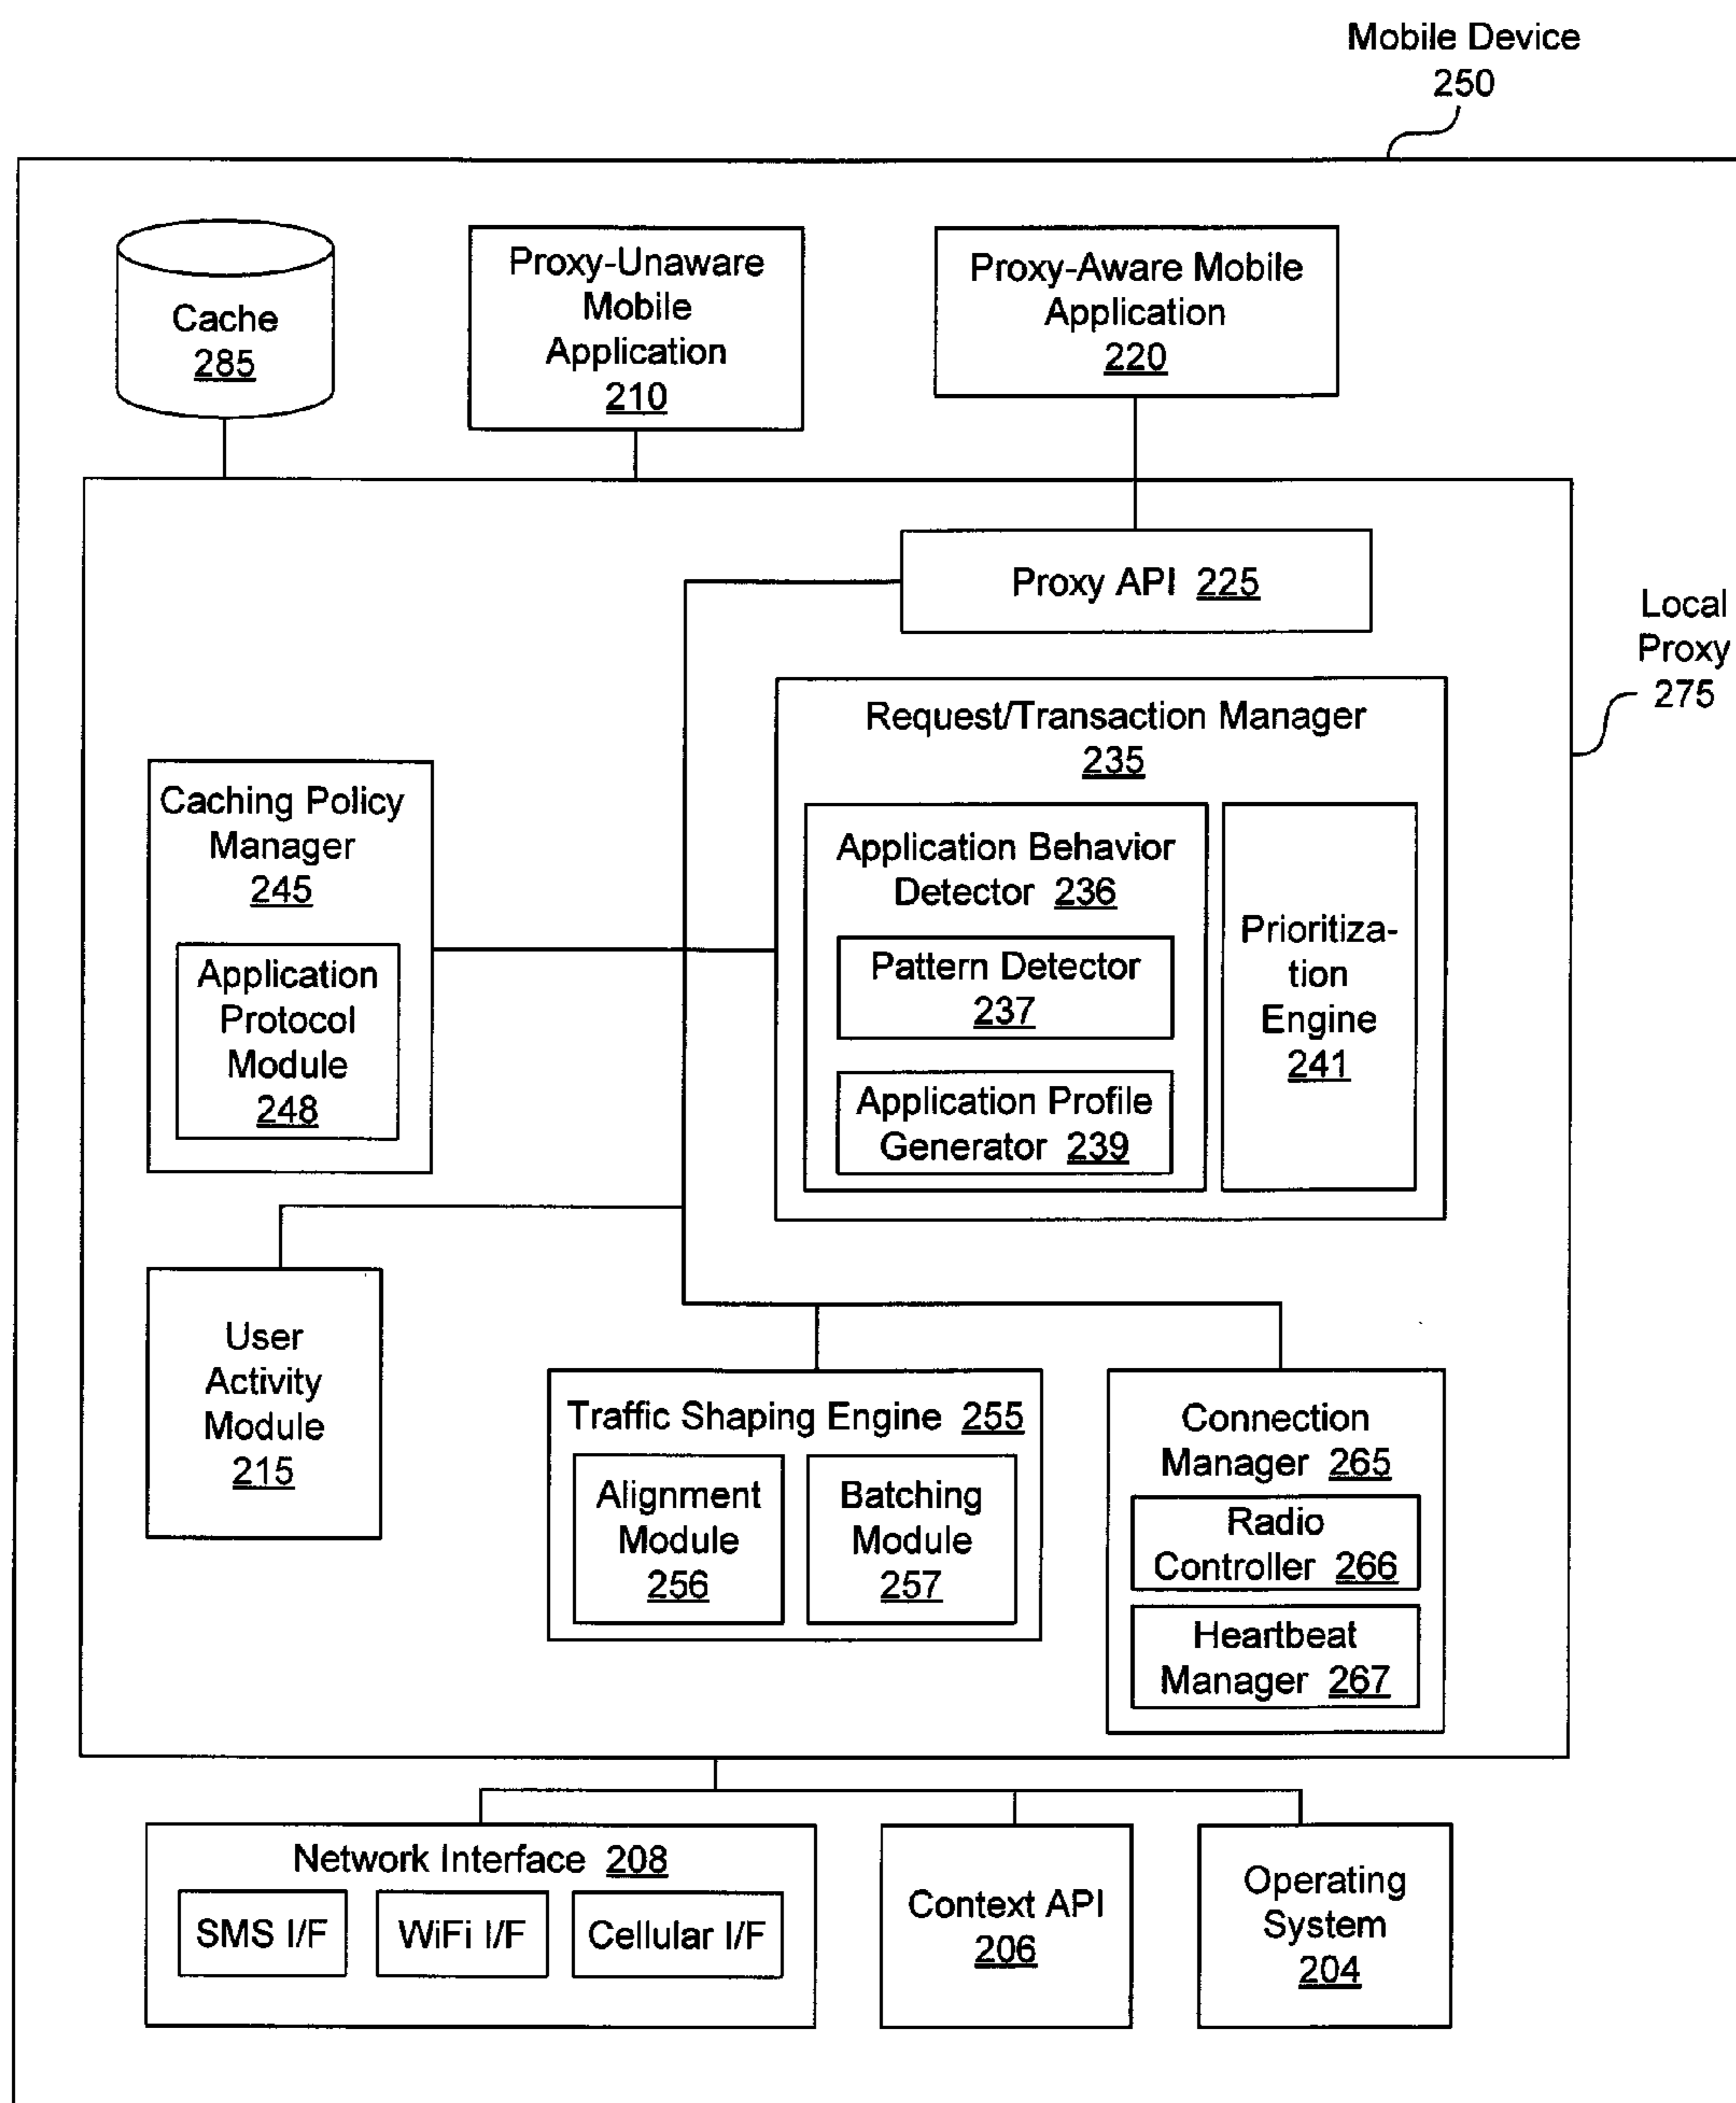 Mobile Device
250
Cache
285
Proxy-Unaware
Mobile
Application
210
Proxy-Aware Mobile
Application
220
Proxy API 225
Local
Proxy
275
Request/Transaction Manager
235
Caching Policy
Manager
245
Application
Protocol
Module
248
Application Behavior
Detector 236
Pattern Detector
237
Application Profile
Generator 239
Prioritiza-
tion
Engine
241
User
Activity
Module
215
Traffic Shaping Engine 255
Alignment
Module
256
Batching
Module
257
Connection
Manager 265
Radio
Controller 266
Heartbeat
Manager 267
Network Interface 208
SMS I/F
WiFi I/F
Cellular I/F
Context API
206
Operating
System
204